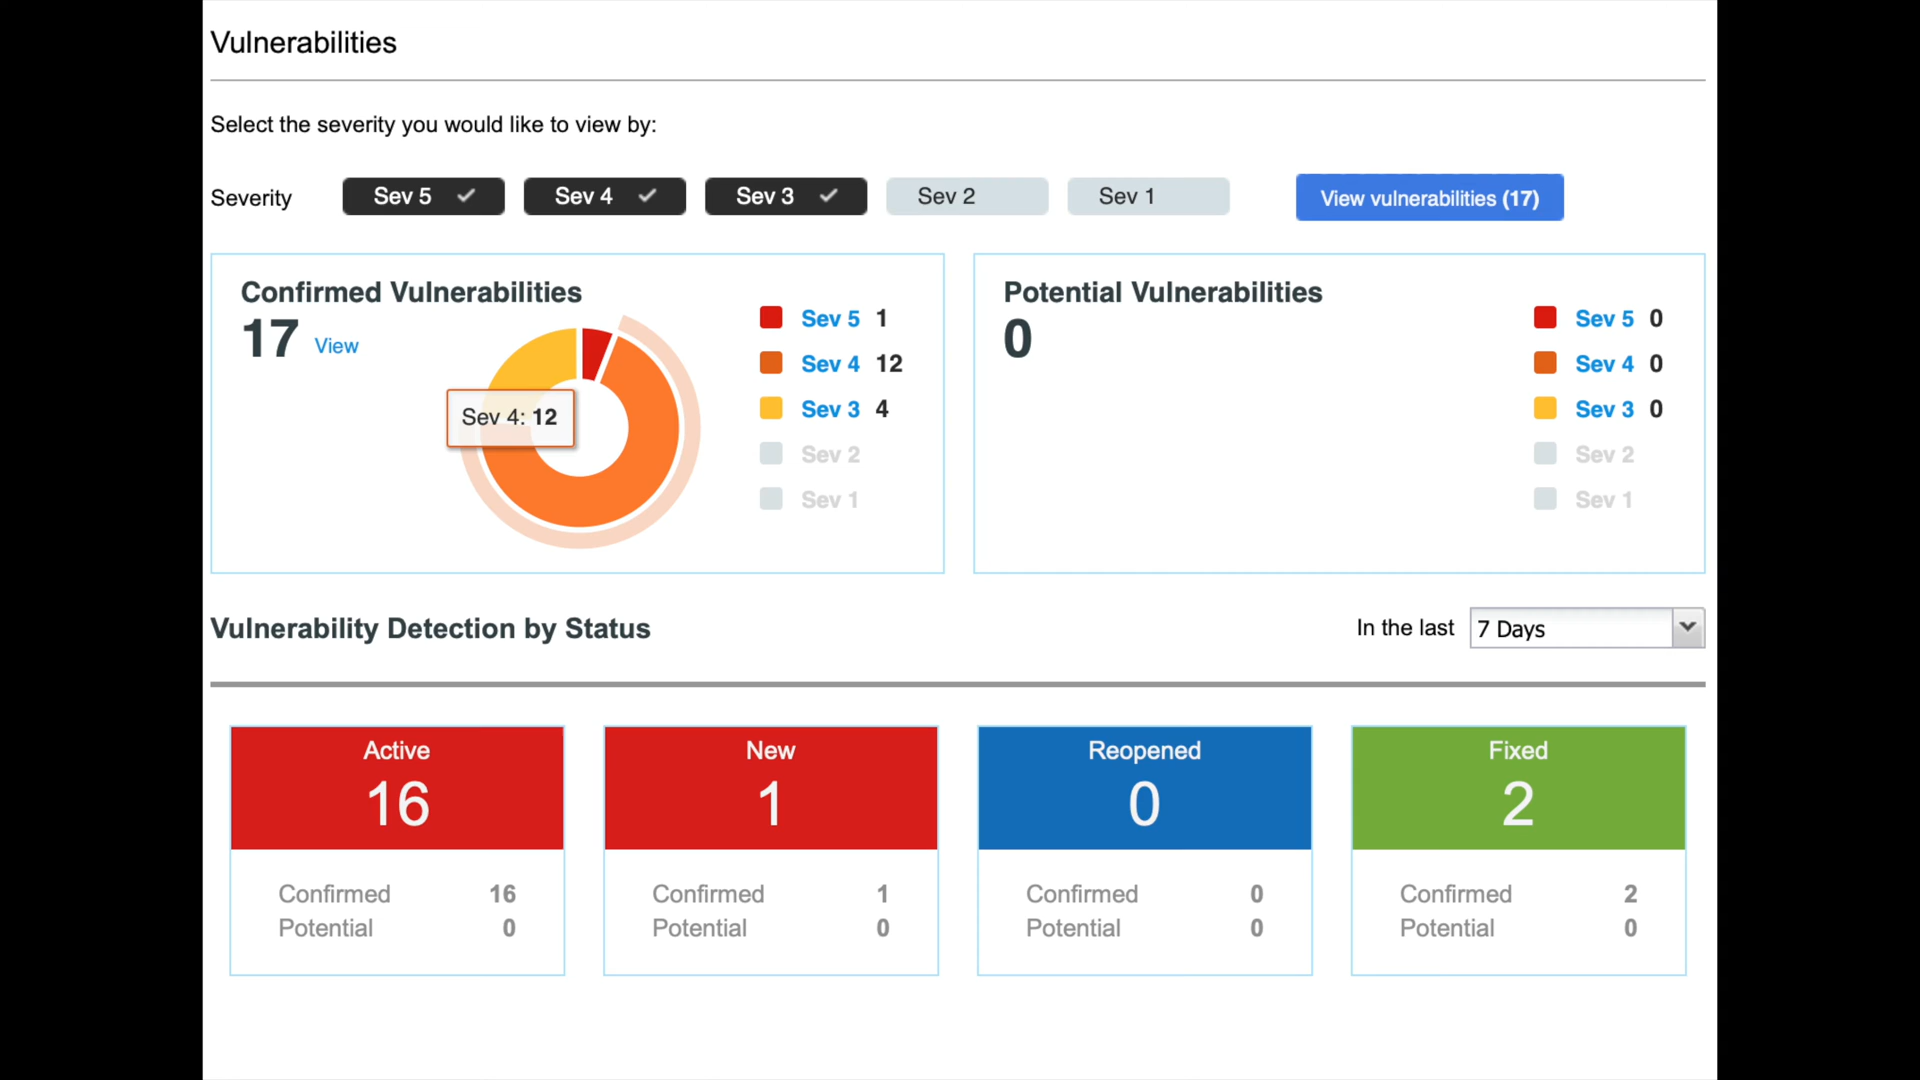 Vulnerabilities
Select the severity you would like to view by:
Severity Sev 5 Sev 4 Sev 3 Sev 2 Sev 1 View vulnerabilities (17)
Confirmed Vulnerabilities
17 View
Sev 5 1
Sev 4 12
Sev 3 4
Sev 2
Sev 1
Sev 4: 12
Potential Vulnerabilities
0
Sev 5 0
Sev 4 0
Sev 3 0
Sev 2
Sev 1
Vulnerability Detection by Status
In the last 7 Days
Active
16
Confirmed 16
Potential 0
New
1
Confirmed 1
Potential 0
Reopened
0
Confirmed 0
Potential 0
Fixed
2
Confirmed 2
Potential 0